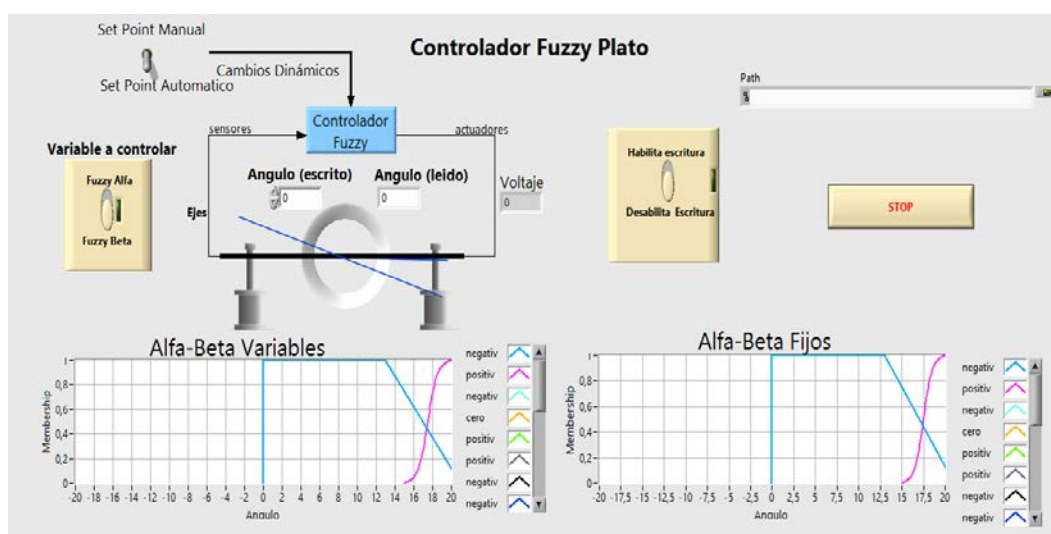 Set Point Manual
Controlador Fuzzy Plato
Cambios Dinámicos
Set Point Automatico
Path
sensores
Controlador
Fuzzy
actuadores
Variable a controlar
Fuzzy Alfa
Fuzzy Beta
Angulo (escrito)
0
Angulo (leido)
0
Voltaje
0
Ejes
Habilita escritura
Desabilita Escritura
STOP
Alfa-Beta Variables
Membership
1
0,8
0,6
0,4
0,2
0
-20 -18 -16 -14 -12 -10 -8 -6 -4 -2 0 2 4 6 8 10 12 14 16 18 20
Angulo
negativ
positiv
negativ
cero
positiv
positiv
negativ
negativ
Alfa-Beta Fijos
Membership
1
0,8
0,6
0,4
0,2
0
-20 -17,5 -15 -12,5 -10 -7,5 -5 -2,5 0 2,5 5 7,5 10 12,5 15 17,5 20
Angulo
negativ
positiv
negativ
cero
positiv
positiv
negativ
negativ